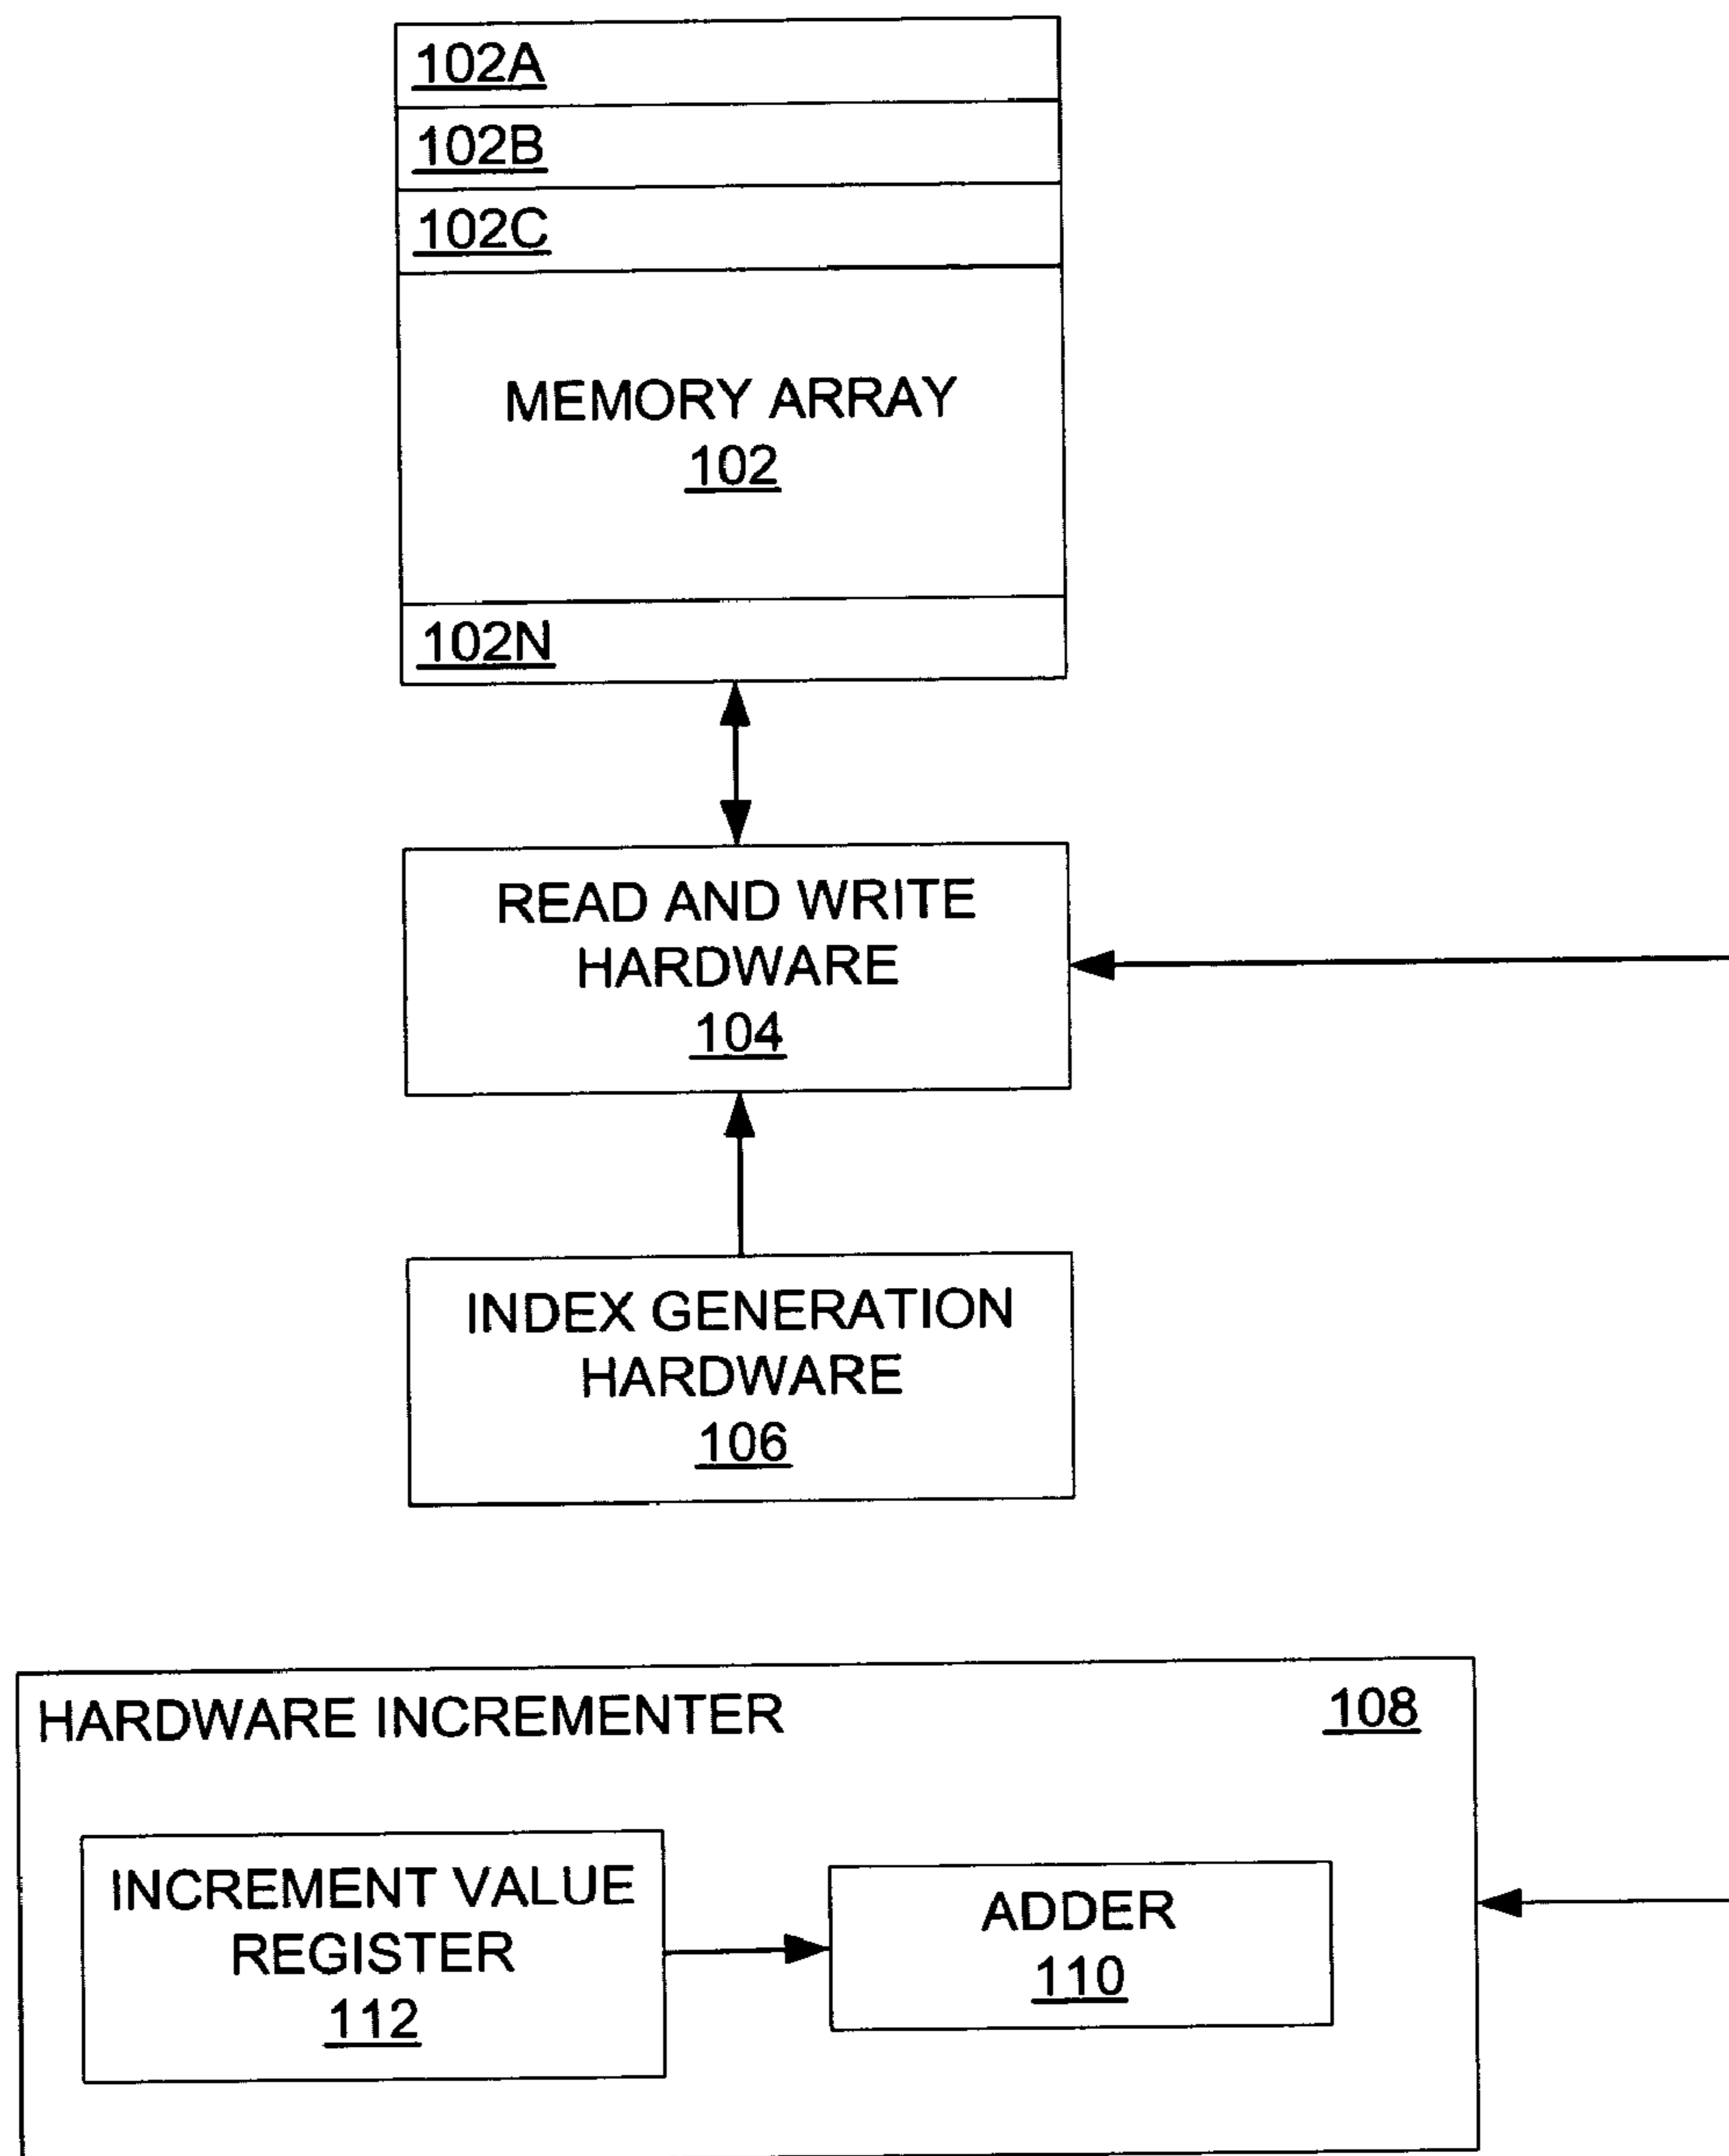 102A
102B
102C
MEMORY ARRAY
102
102N
READ AND WRITE
HARDWARE
104
INDEX GENERATION
HARDWARE
106
HARDWARE INCREMENTER
108
INCREMENT VALUE
REGISTER
112
ADDER
110